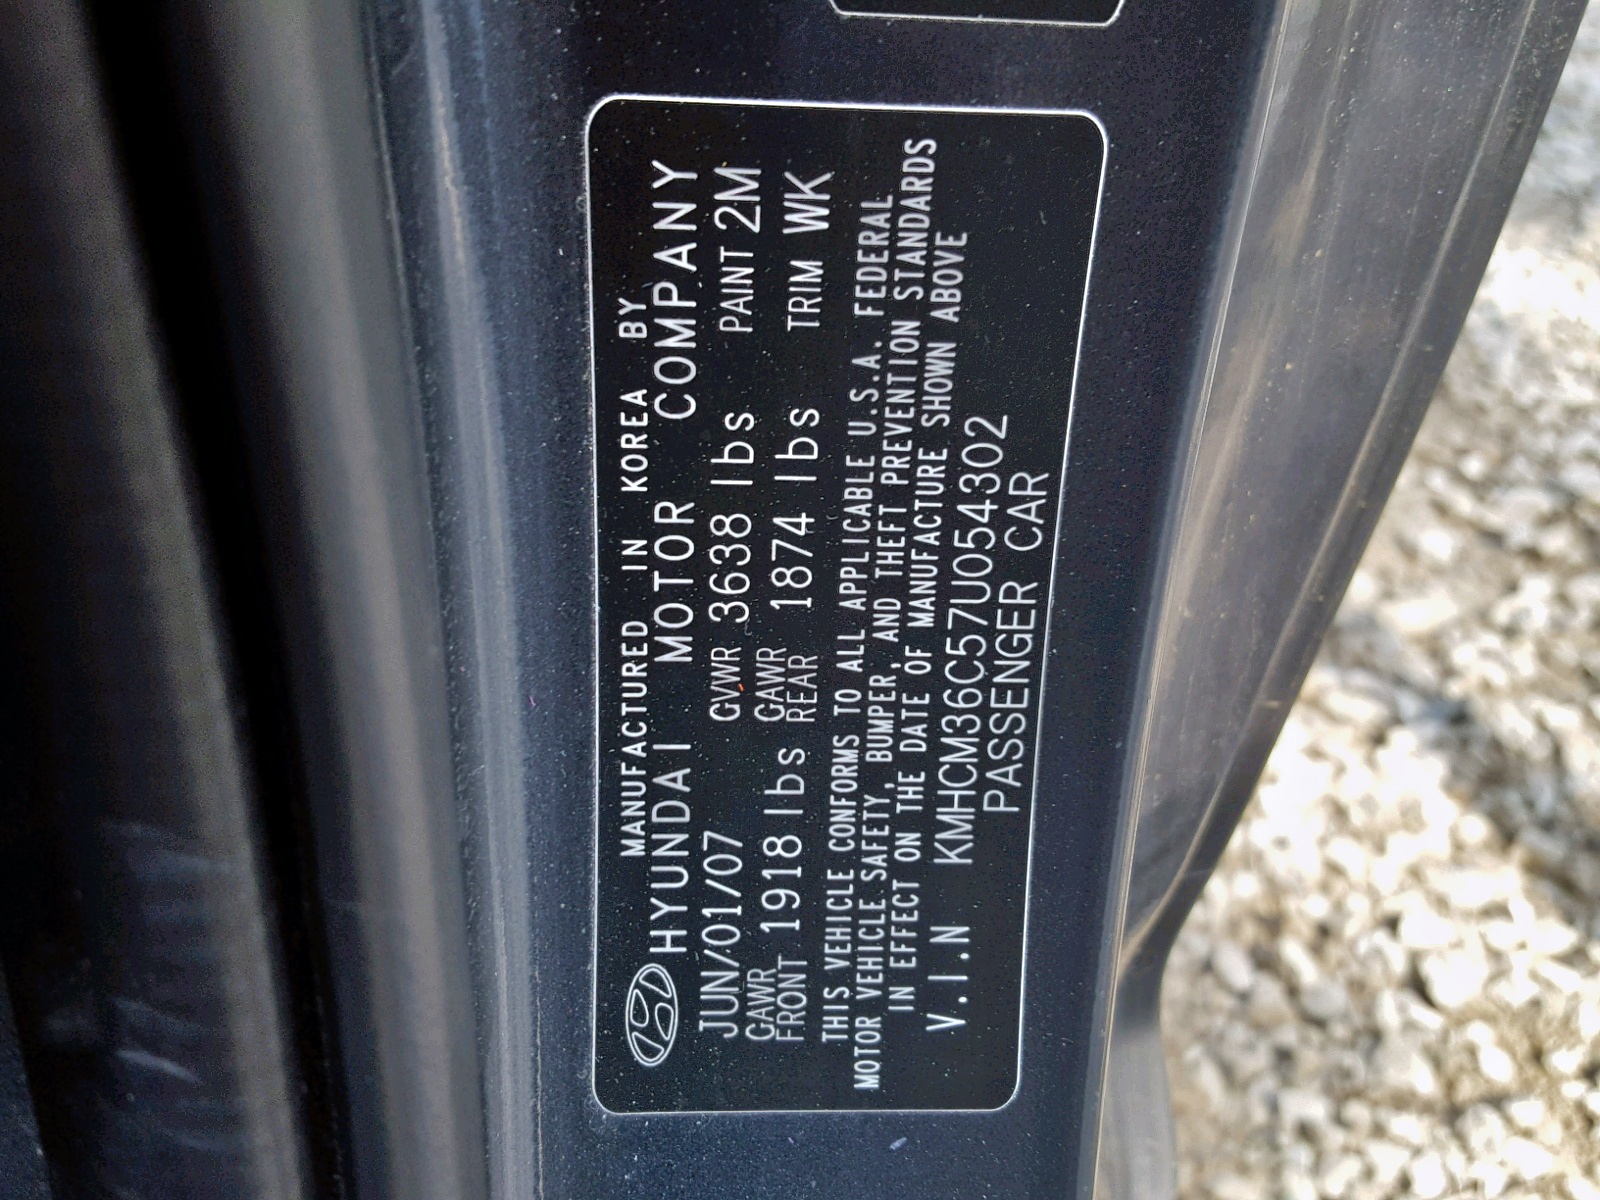 MANUFACTURED IN KOREA BY
HYUNDAI MOTOR COMPANY
JUN/01/07 GVWR 3638 lbs PAINT 2M
GAWR FRONT 1918 lbs GAWR REAR 1874 lbs TRIM WK
THIS VEHICLE CONFORMS TO ALL APPLICABLE U.S.A. FEDERAL
MOTOR VEHICLE SAFETY, BUMPER, AND THEFT PREVENTION STANDARDS
IN EFFECT ON THE DATE OF MANUFACTURE SHOWN ABOVE
V.I.N KMHCM36C57U054302
PASSENGER CAR